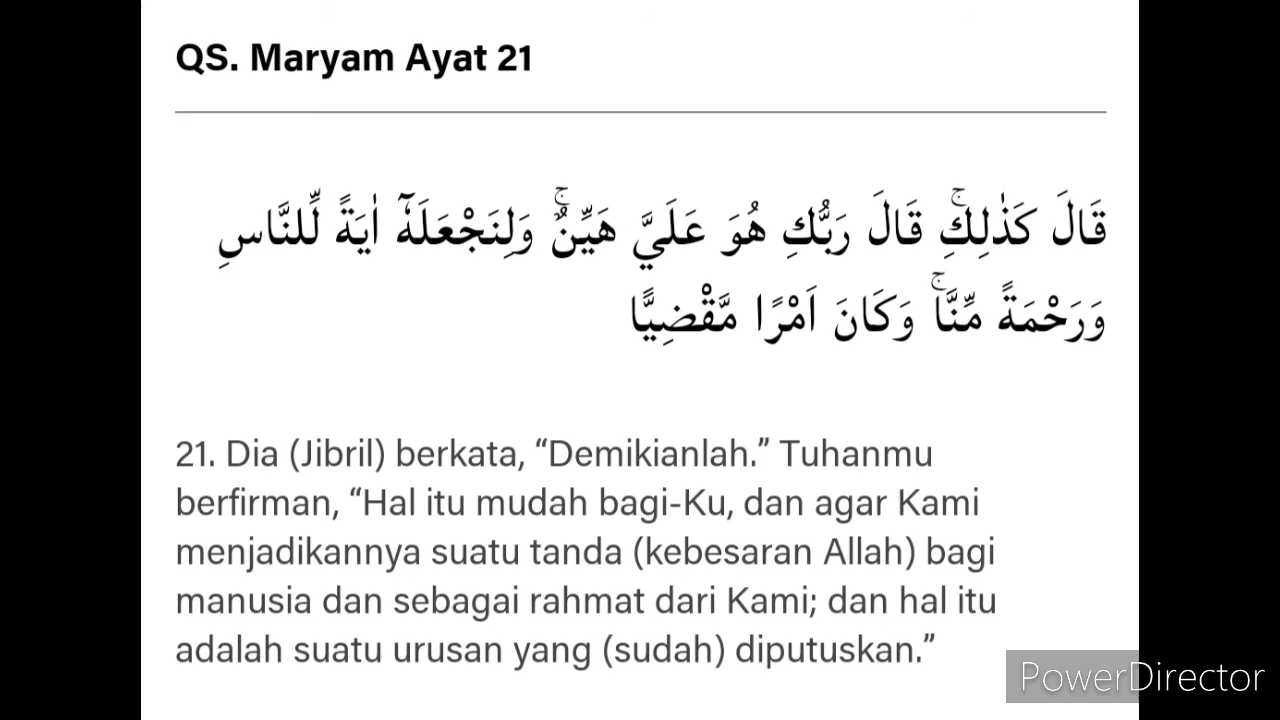 QS. Maryam Ayat 21
قَالَ كَذٰلِكِۚ قَالَ رَبُّكِ هُوَ عَلَيَّ هَيِّنٌۚ وَلِنَجْعَلَهٗٓ اٰيَةً لِّلنَّاسِ
وَرَحْمَةً مِّنَّاۚ وَكَانَ اَمْرًا مَّقْضِيًّا
21. Dia (Jibril) berkata, “Demikianlah.” Tuhanmu
berfirman, “Hal itu mudah bagi-Ku, dan agar Kami
menjadikannya suatu tanda (kebesaran Allah) bagi
manusia dan sebagai rahmat dari Kami; dan hal itu
adalah suatu urusan yang (sudah) diputuskan.”
PowerDirector